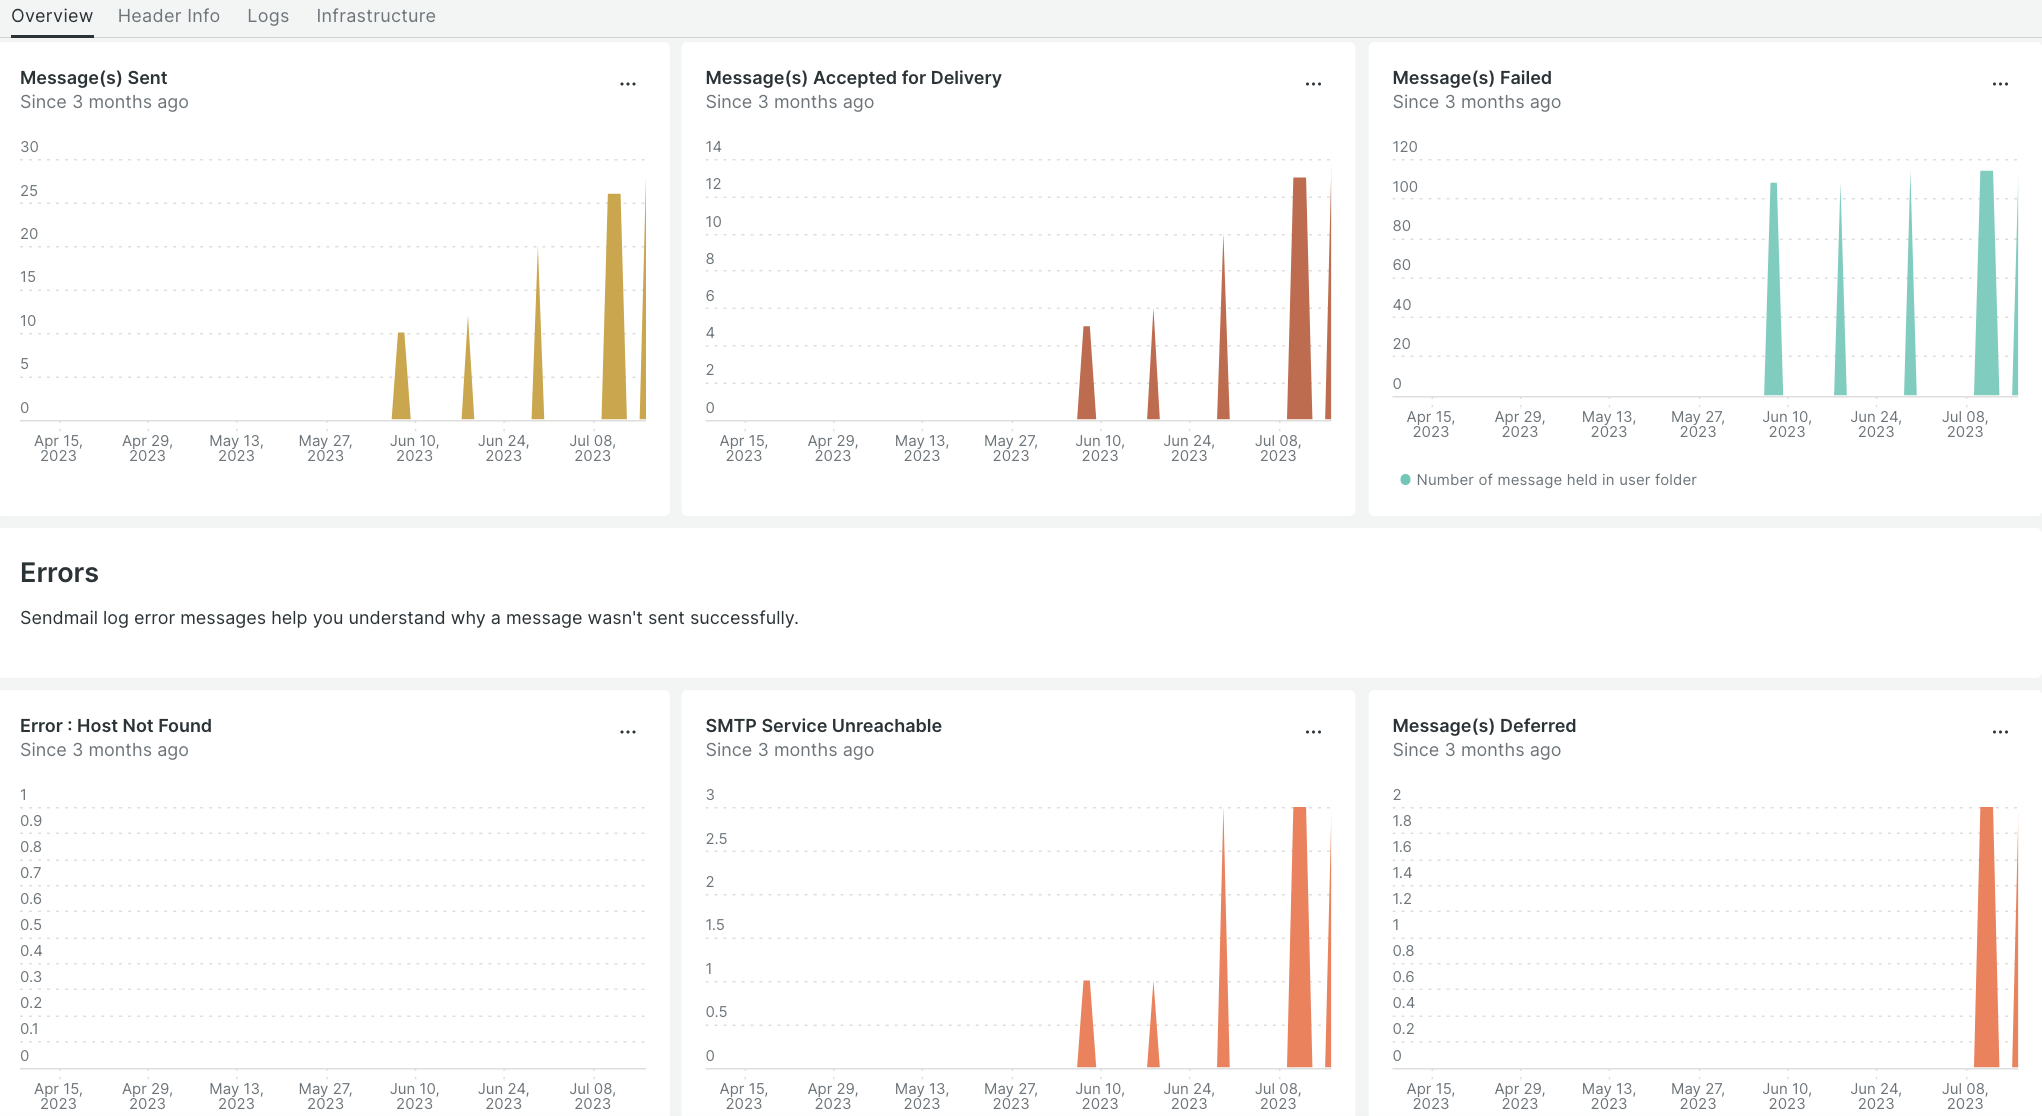 Overview Header Info Logs Infrastructure
Message(s) Sent
Since 3 months ago
30
25
20
15
10
5
0
Apr 15, 2023 Apr 29, 2023 May 13, 2023 May 27, 2023 Jun 10, 2023 Jun 24, 2023 Jul 08, 2023
Message(s) Accepted for Delivery
Since 3 months ago
14
12
10
8
6
4
2
0
Apr 15, 2023 Apr 29, 2023 May 13, 2023 May 27, 2023 Jun 10, 2023 Jun 24, 2023 Jul 08, 2023
Message(s) Failed
Since 3 months ago
120
100
80
60
40
20
0
Apr 15, 2023 Apr 29, 2023 May 13, 2023 May 27, 2023 Jun 10, 2023 Jun 24, 2023 Jul 08, 2023
Number of message held in user folder
Errors
Sendmail log error messages help you understand why a message wasn't sent successfully.
Error : Host Not Found
Since 3 months ago
1
0.9
0.8
0.7
0.6
0.5
0.4
0.3
0.2
0.1
0
Apr 15, 2023 Apr 29, 2023 May 13, 2023 May 27, 2023 Jun 10, 2023 Jun 24, 2023 Jul 08, 2023
SMTP Service Unreachable
Since 3 months ago
3
2.5
2
1.5
1
0.5
0
Apr 15, 2023 Apr 29, 2023 May 13, 2023 May 27, 2023 Jun 10, 2023 Jun 24, 2023 Jul 08, 2023
Message(s) Deferred
Since 3 months ago
2
1.8
1.6
1.4
1.2
1
0.8
0.6
0.4
0.2
0
Apr 15, 2023 Apr 29, 2023 May 13, 2023 May 27, 2023 Jun 10, 2023 Jun 24, 2023 Jul 08, 2023